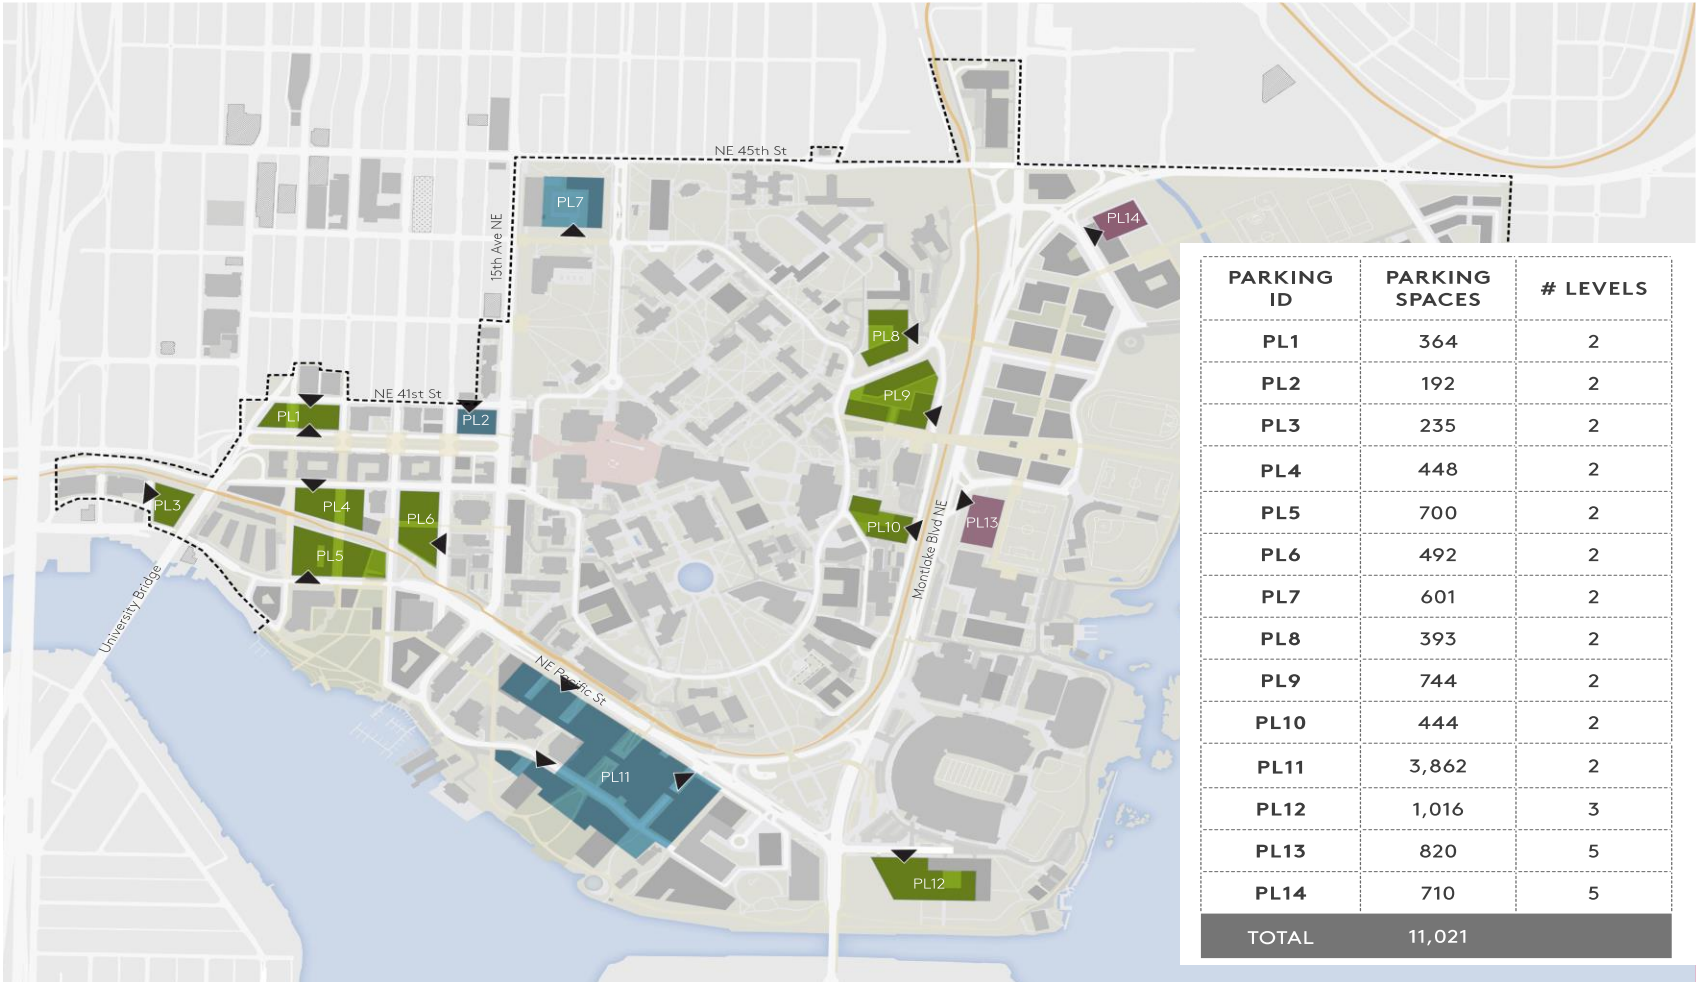 NE 45th St
15th Ave NE
PL7
PL14
PL8
NE 41st St
PL9
PL1
PL2
PL3
PL4
PL6
PL5
PL10
PL13
Montlake Blvd NE
University Bridge
NE Pacific St
PL11
PL12
PARKING ID PARKING SPACES # LEVELS
PL1 364 2
PL2 192 2
PL3 235 2
PL4 448 2
PL5 700 2
PL6 492 2
PL7 601 2
PL8 393 2
PL9 744 2
PL10 444 2
PL11 3,862 2
PL12 1,016 3
PL13 820 5
PL14 710 5
TOTAL 11,021